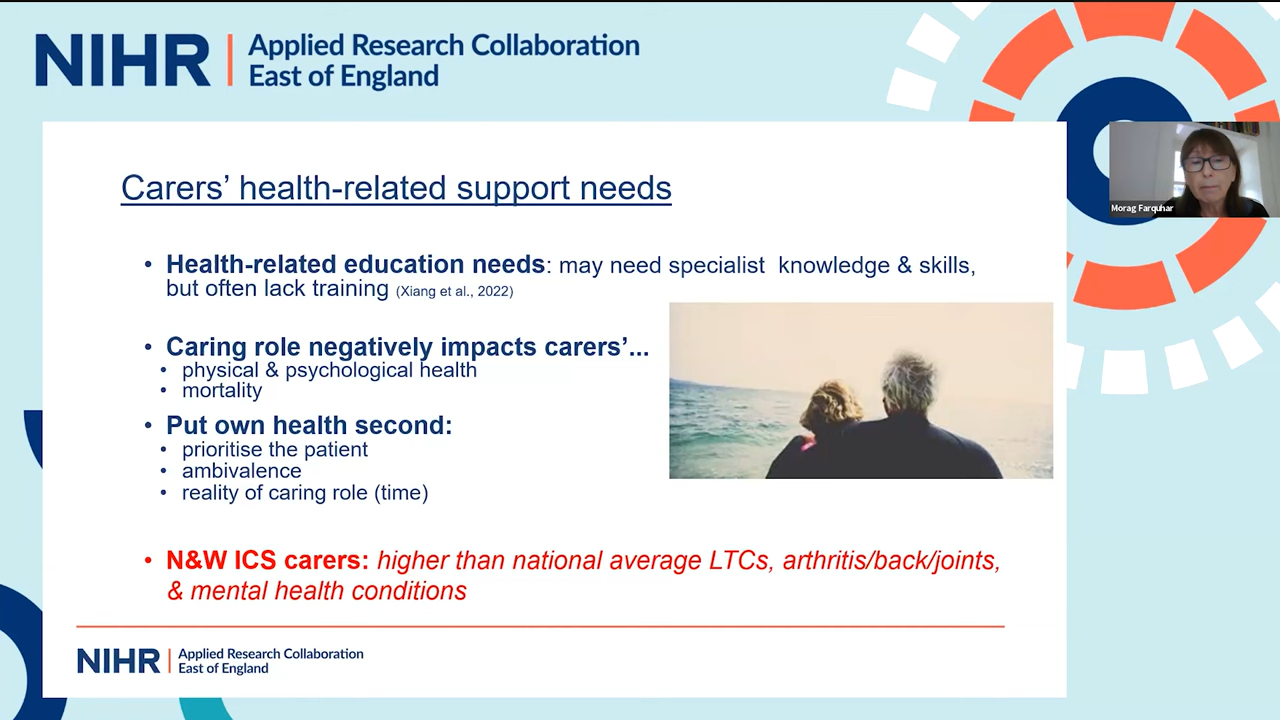 NIHR | Applied Research Collaboration
East of England
Carers’ health-related support needs
• Health-related education needs: may need specialist knowledge & skills,
but often lack training (Xiang et al., 2022)
• Caring role negatively impacts carers’...
• physical & psychological health
• mortality
• Put own health second:
• prioritise the patient
• ambivalence
• reality of caring role (time)
• N&W ICS carers: higher than national average LTCs, arthritis/back/joints,
& mental health conditions
NIHR | Applied Research Collaboration
East of England
Morag Farquhar